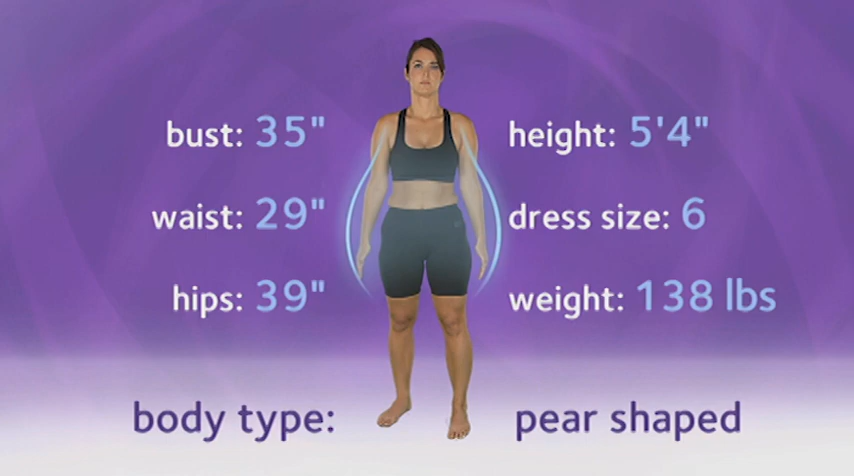 bust: 35"
height: 5'4"
waist: 29"
dress size: 6
hips: 39"
weight: 138 lbs
body type: pear shaped